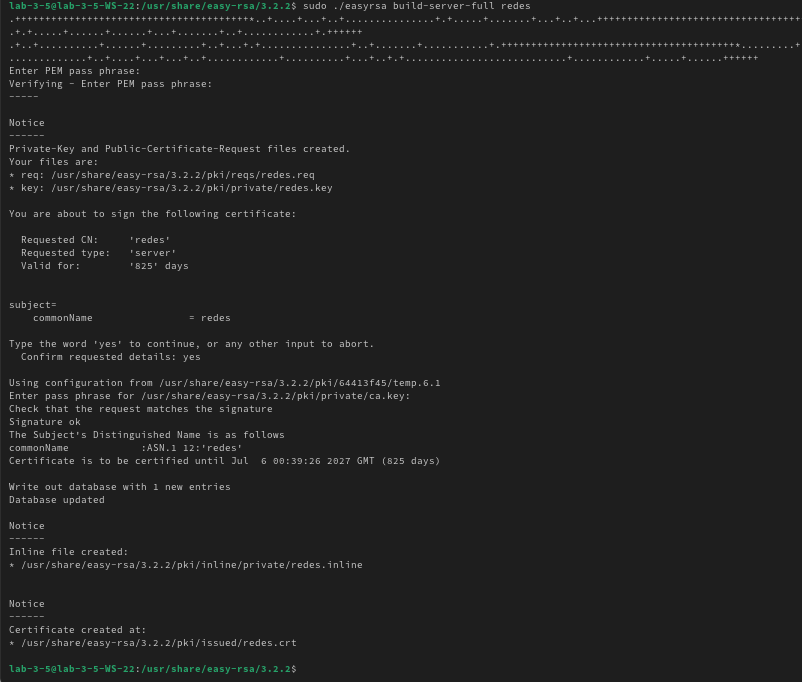 lab-3-5@lab-3-5-WS-22:/usr/share/easy-rsa/3.2.2$ sudo ./easyrsa build-server-full redes
Enter PEM pass phrase:
Verifying - Enter PEM pass phrase:
-----
Notice
------
Private-Key and Public-Certificate-Request files created.
Your files are:
* req: /usr/share/easy-rsa/3.2.2/pki/reqs/redes.req
* key: /usr/share/easy-rsa/3.2.2/pki/private/redes.key
You are about to sign the following certificate:
Requested CN:     'redes'
Requested type:   'server'
Valid for:        '825' days
subject=
commonName                = redes
Type the word 'yes' to continue, or any other input to abort.
Confirm requested details: yes
Using configuration from /usr/share/easy-rsa/3.2.2/pki/64413f45/temp.6.1
Enter pass phrase for /usr/share/easy-rsa/3.2.2/pki/private/ca.key:
Check that the request matches the signature
Signature ok
The Subject's Distinguished Name is as follows
commonName            :ASN.1 12:'redes'
Certificate is to be certified until Jul  6 00:39:26 2027 GMT (825 days)
Write out database with 1 new entries
Database updated
Notice
------
Inline file created:
* /usr/share/easy-rsa/3.2.2/pki/inline/private/redes.inline
Notice
------
Certificate created at:
* /usr/share/easy-rsa/3.2.2/pki/issued/redes.crt
lab-3-5@lab-3-5-WS-22:/usr/share/easy-rsa/3.2.2$